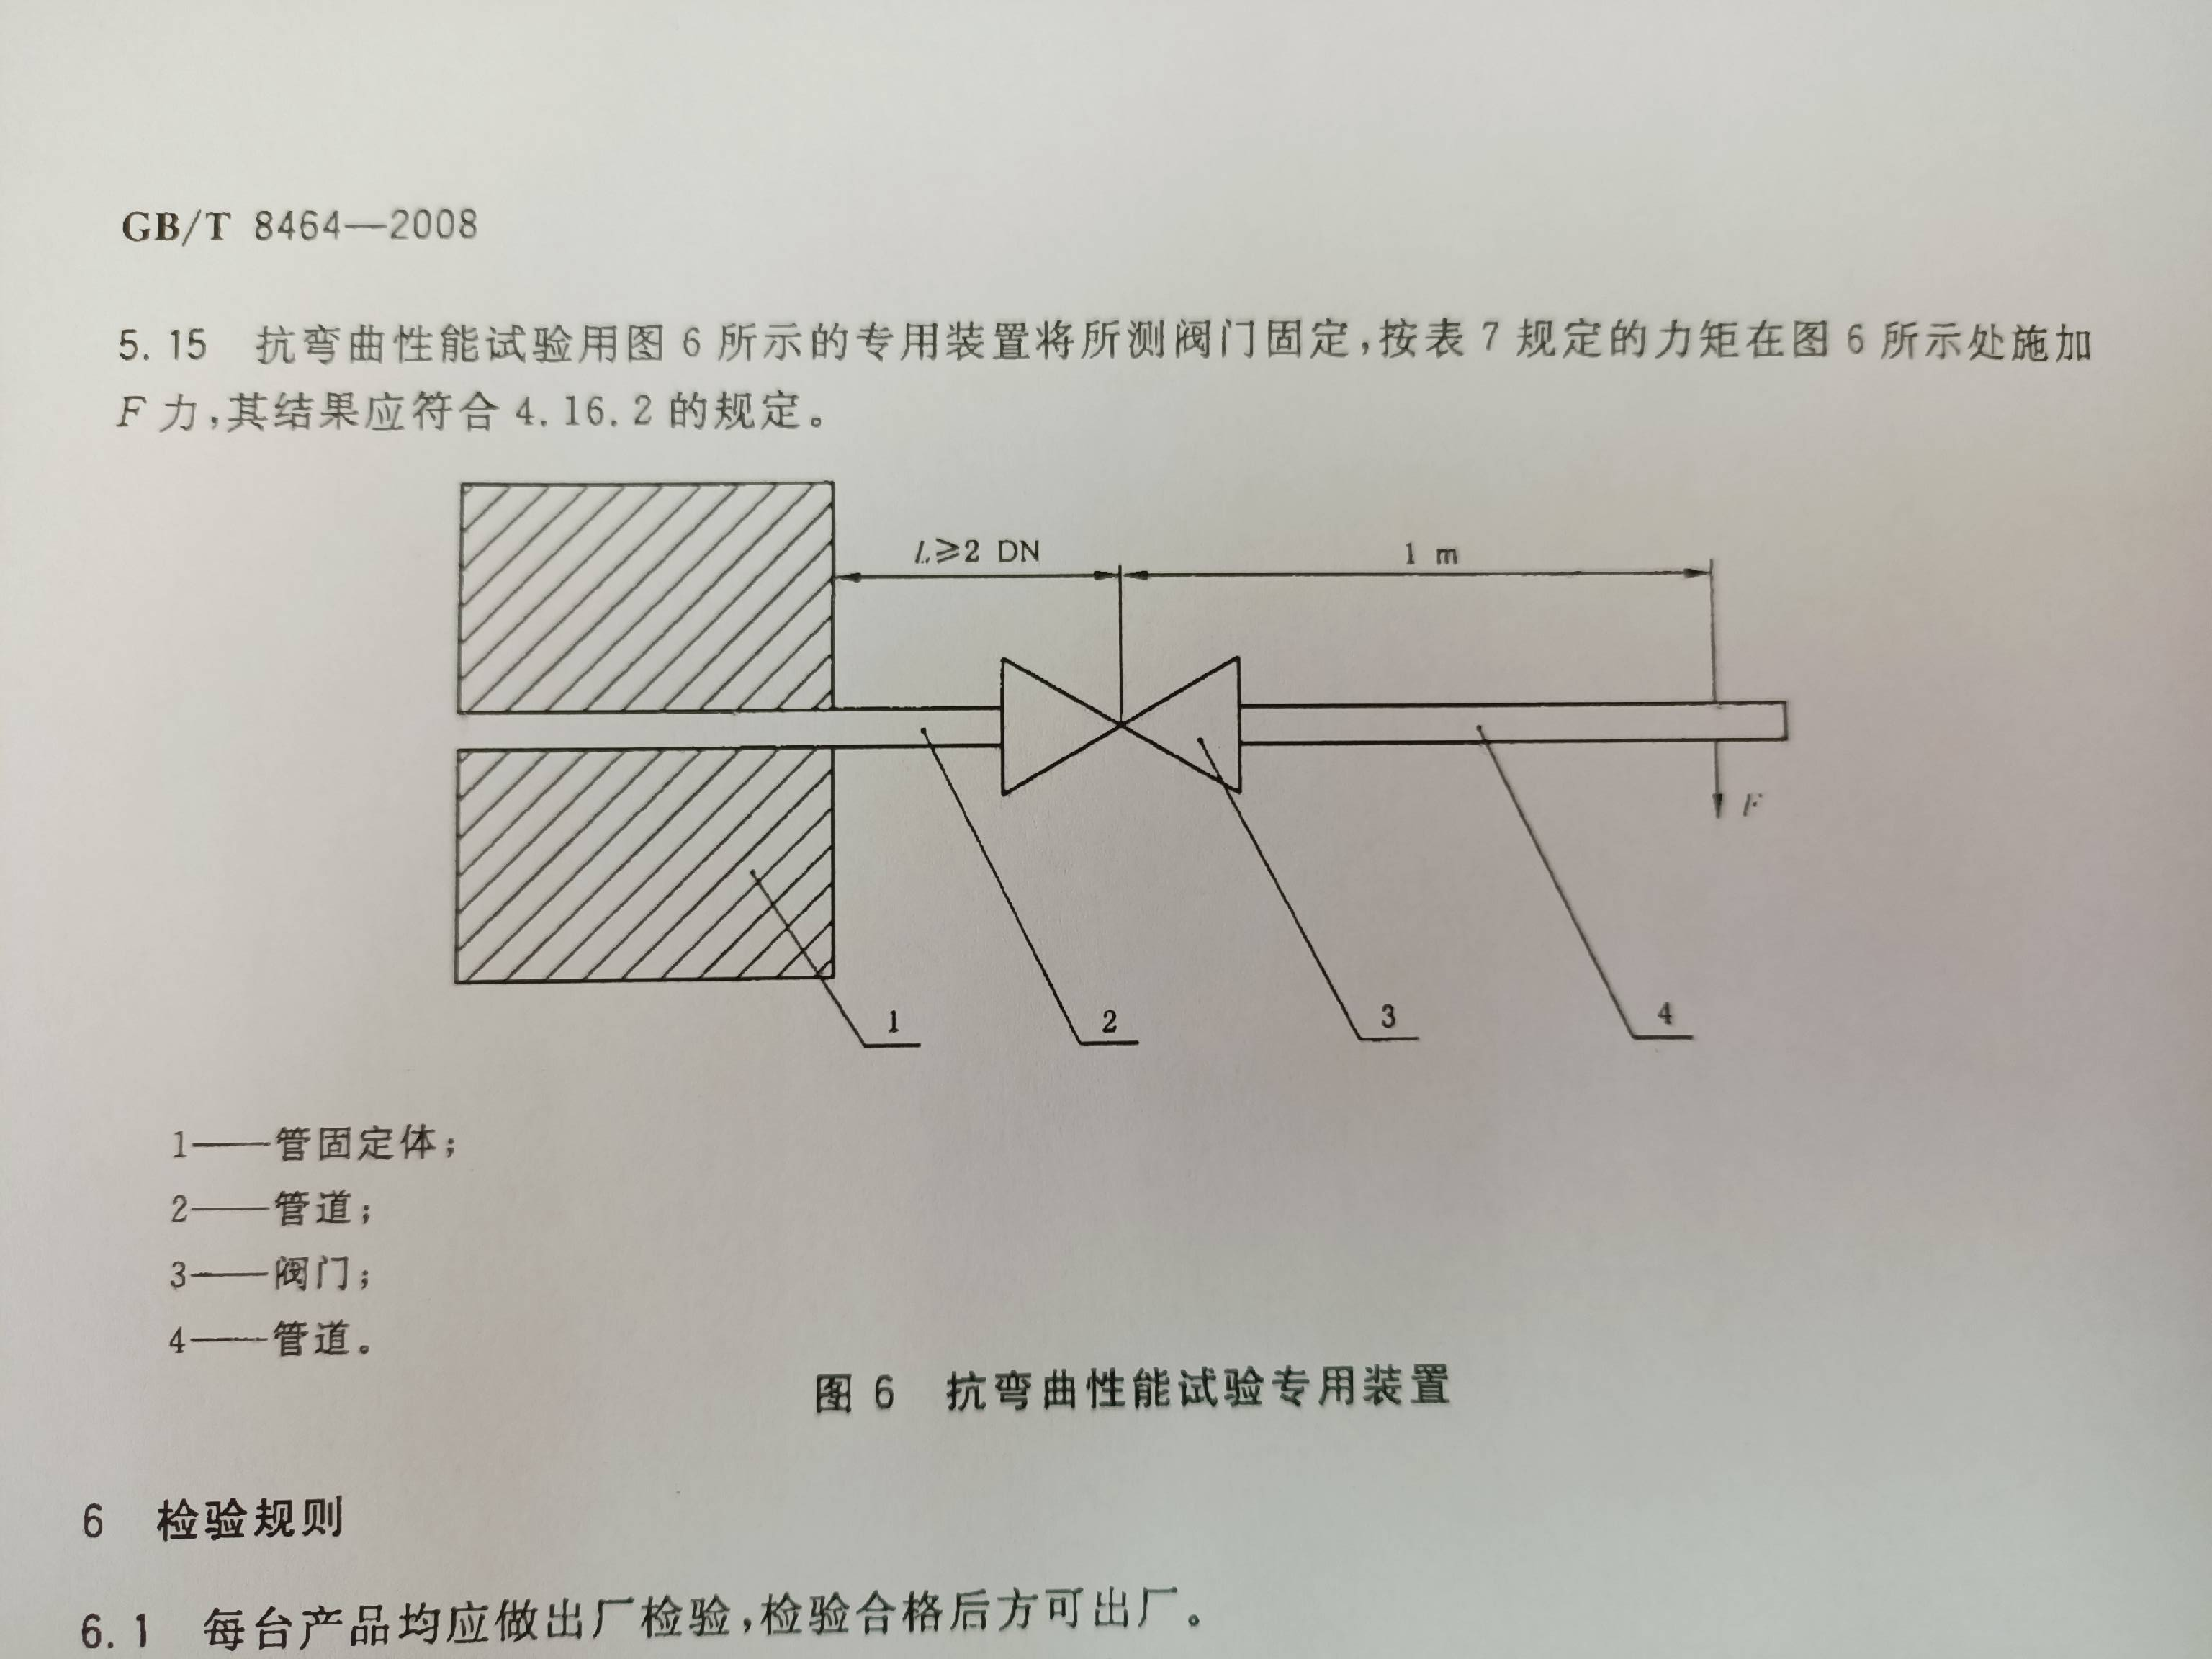 GB/T 8464—2008
5.15 抗弯曲性能试验用图 6 所示的专用装置将所测阀门固定,按表 7 规定的力矩在图 6 所示处施加
F 力,其结果应符合 4.16.2 的规定。
L≥2 DN
1 m
F
1
2
3
4
1——管固定体;
2——管道;
3——阀门;
4——管道。
图 6 抗弯曲性能试验专用装置
6 检验规则
6.1 每台产品均应做出厂检验,检验合格后方可出厂。